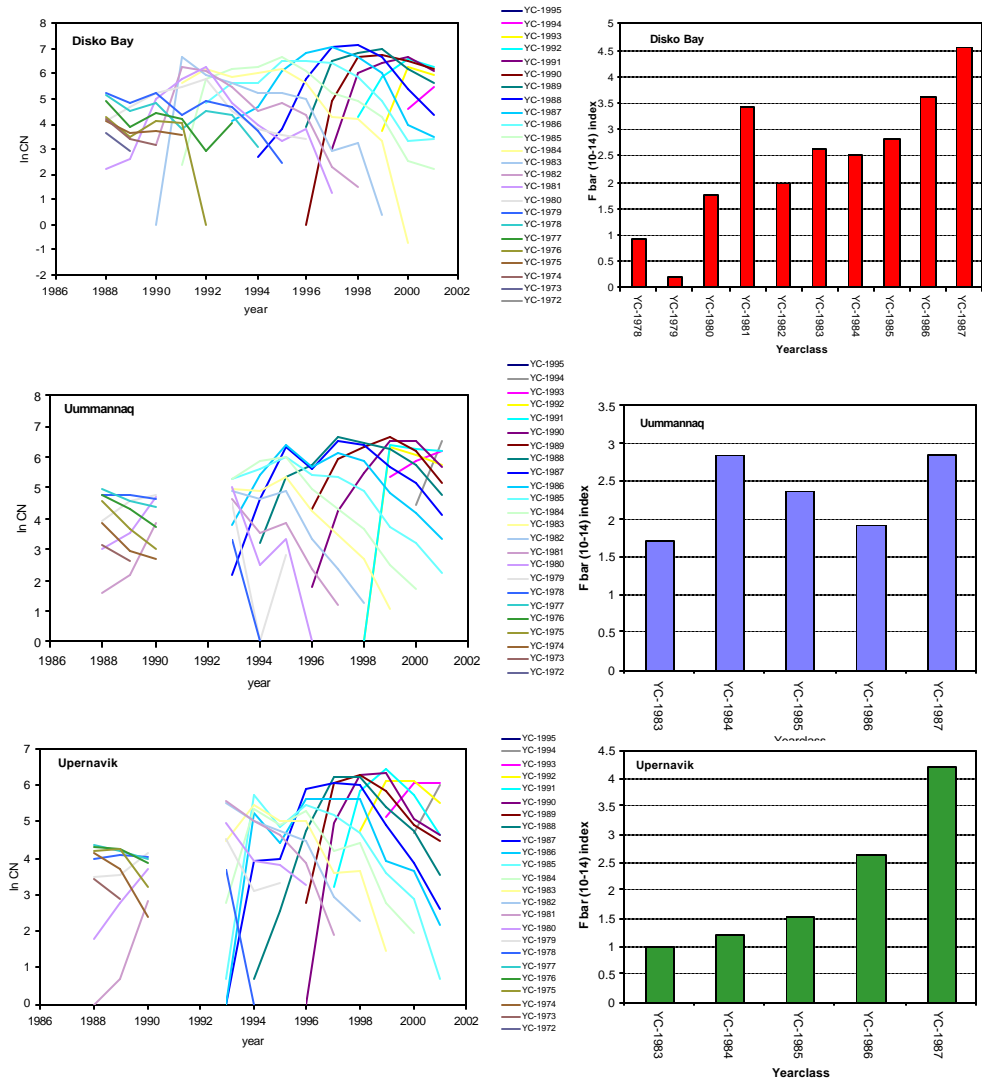 Disko Bay
ln CN
8
7
6
5
4
3
2
1
0
-1
-2
1986 1988 1990 1992 1994 1996 1998 2000 2002
year
YC-1995
YC-1994
YC-1993
YC-1992
YC-1991
YC-1990
YC-1989
YC-1988
YC-1987
YC-1986
YC-1985
YC-1984
YC-1983
YC-1982
YC-1981
YC-1980
YC-1979
YC-1978
YC-1977
YC-1976
YC-1975
YC-1974
YC-1973
YC-1972
Disko Bay
F bar (10-14) index
5
4.5
4
3.5
3
2.5
2
1.5
1
0.5
0
YC-1978
YC-1979
YC-1980
YC-1981
YC-1982
YC-1983
YC-1984
YC-1985
YC-1986
YC-1987
Yearclass
Uummannaq
ln CN
8
7
6
5
4
3
2
1
0
1986 1988 1990 1992 1994 1996 1998 2000 2002
year
YC-1995
YC-1994
YC-1993
YC-1992
YC-1991
YC-1990
YC-1989
YC-1988
YC-1987
YC-1986
YC-1985
YC-1984
YC-1983
YC-1982
YC-1981
YC-1980
YC-1979
YC-1978
YC-1977
YC-1976
YC-1975
YC-1974
YC-1973
YC-1972
Uummannaq
F bar (10-14) index
3.5
3
2.5
2
1.5
1
0.5
0
YC-1983
YC-1984
YC-1985
YC-1986
YC-1987
Yearclass
Upernavik
ln CN
7
6
5
4
3
2
1
0
1986 1988 1990 1992 1994 1996 1998 2000 2002
year
YC-1995
YC-1994
YC-1993
YC-1992
YC-1991
YC-1990
YC-1989
YC-1988
YC-1987
YC-1986
YC-1985
YC-1984
YC-1983
YC-1982
YC-1981
YC-1980
YC-1979
YC-1978
YC-1977
YC-1976
YC-1975
YC-1974
YC-1973
YC-1972
Upernavik
F bar (10-14) index
4.5
4
3.5
3
2.5
2
1.5
1
0.5
0
YC-1983
YC-1984
YC-1985
YC-1986
YC-1987
Yearclass